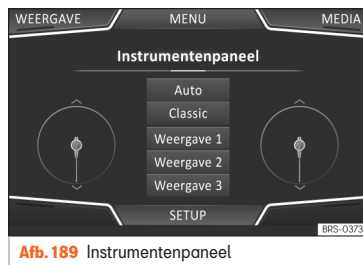 WEERGAVE MENU MEDIA
Instrumentenpaneel
Auto
Classic
Weergave 1
Weergave 2
Weergave 3
SETUP
BRS-0373
Afb. 189 Instrumentenpaneel